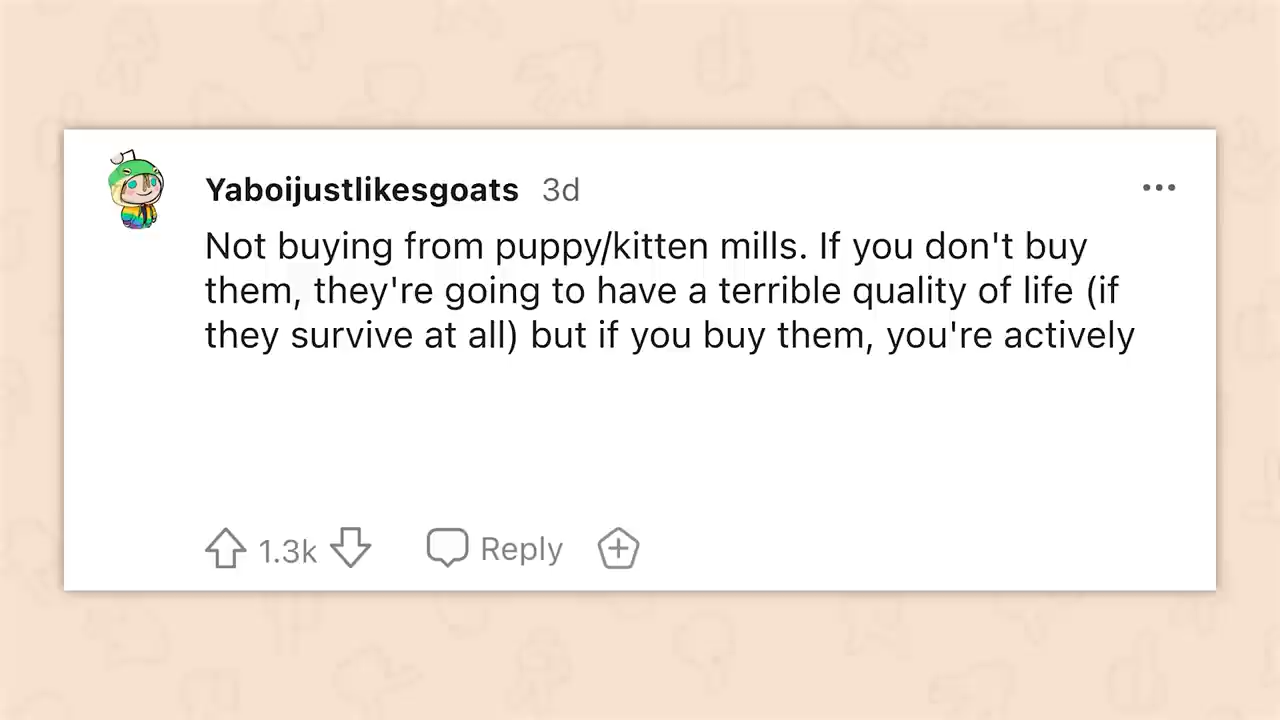 Yaboijustlikesgoats 3d
Not buying from puppy/kitten mills. If you don't buy
them, they're going to have a terrible quality of life (if
they survive at all) but if you buy them, you're actively
1.3k Reply